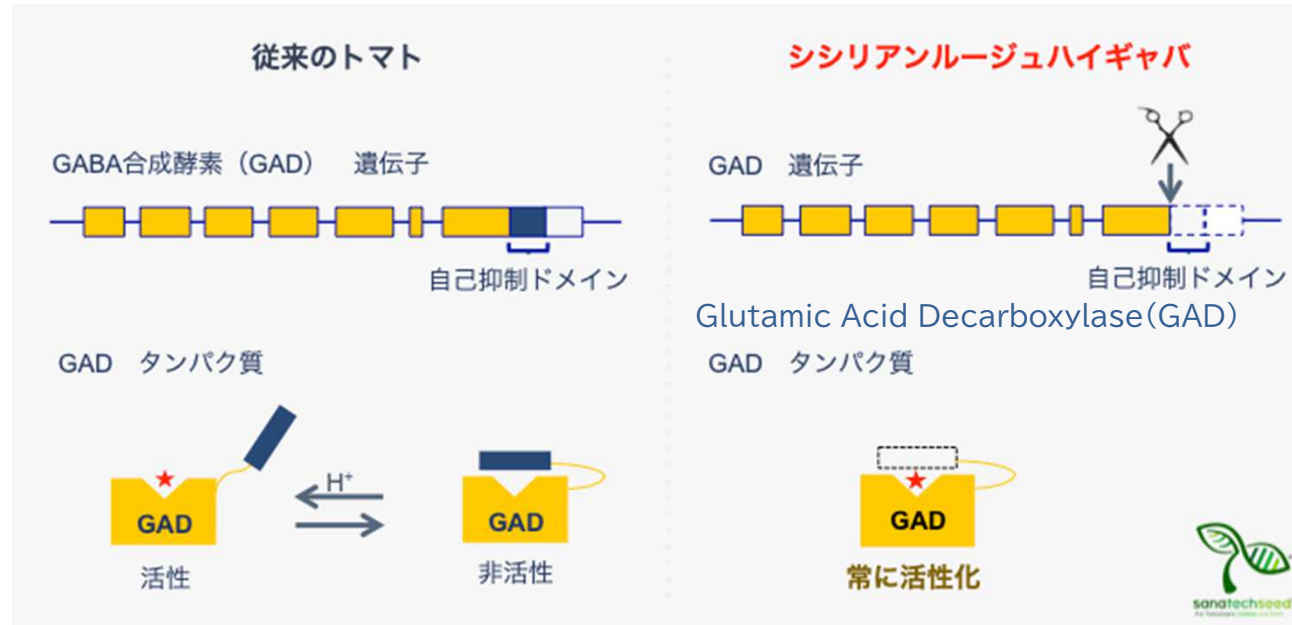 従来のトマト
GABA合成酵素（GAD）　遺伝子
自己抑制ドメイン
GAD　タンパク質
GAD
活性
H⁺
GAD
非活性
シシリアンルージュハイギャバ
GAD　遺伝子
自己抑制ドメイン
Glutamic Acid Decarboxylase(GAD)
GAD　タンパク質
GAD
常に活性化
sanatechseed